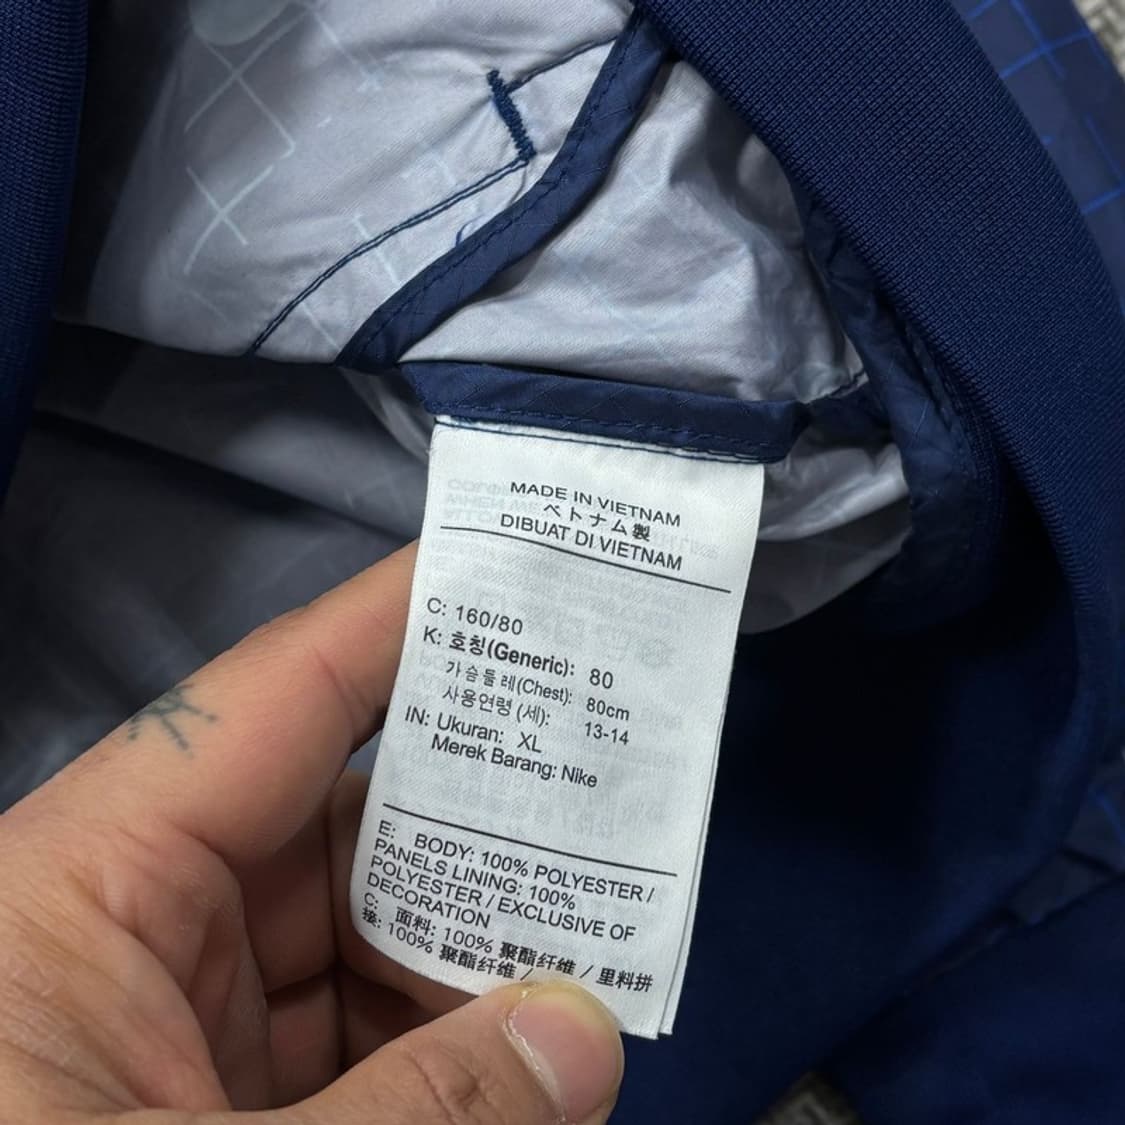 MADE IN VIETNAM
ベトナム製
DIBUAT DI VIETNAM
C: 160/80
K: 호칭(Generic): 80
가슴둘레(Chest): 80cm
사용연령 (세): 13-14
IN: Ukuran: XL
Merek Barang: Nike
E: BODY: 100% POLYESTER /
PANELS LINING: 100%
POLYESTER / EXCLUSIVE OF
DECORATION
C: 面料: 100% 聚酯纤维 / 里料拼
接: 100% 聚酯纤维 /